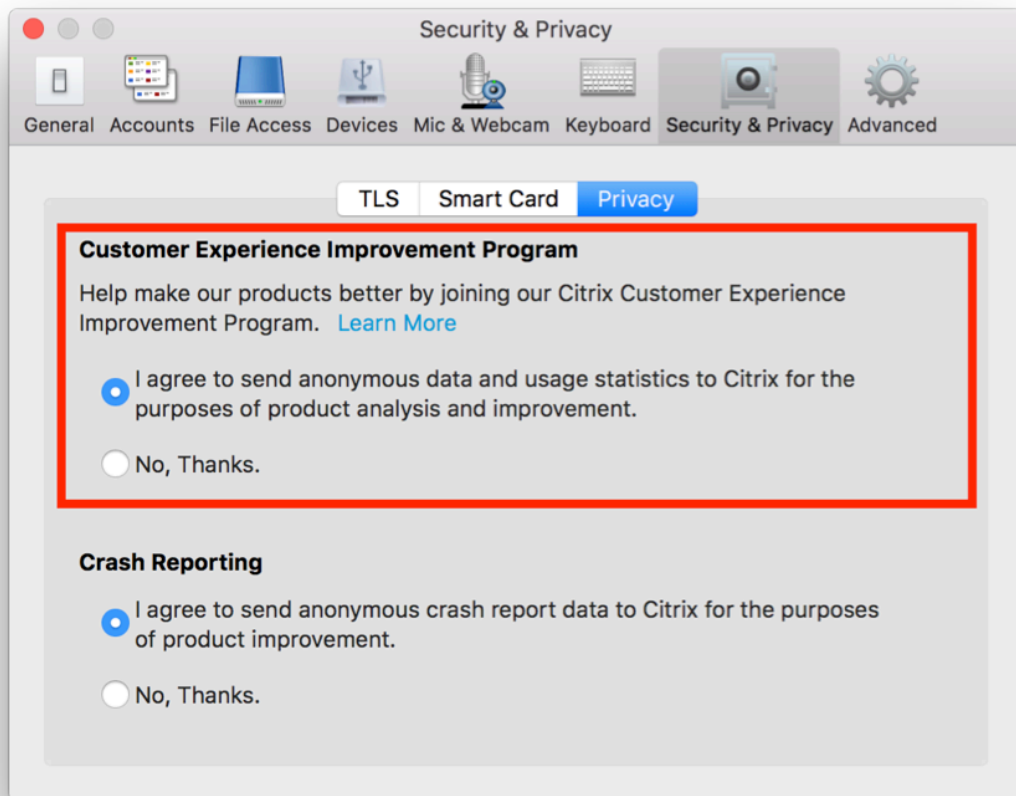 Security & Privacy
General Accounts File Access Devices Mic & Webcam Keyboard Security & Privacy Advanced
TLS Smart Card Privacy
Customer Experience Improvement Program
Help make our products better by joining our Citrix Customer Experience
Improvement Program. Learn More
I agree to send anonymous data and usage statistics to Citrix for the
purposes of product analysis and improvement.
No, Thanks.
Crash Reporting
I agree to send anonymous crash report data to Citrix for the purposes
of product improvement.
No, Thanks.